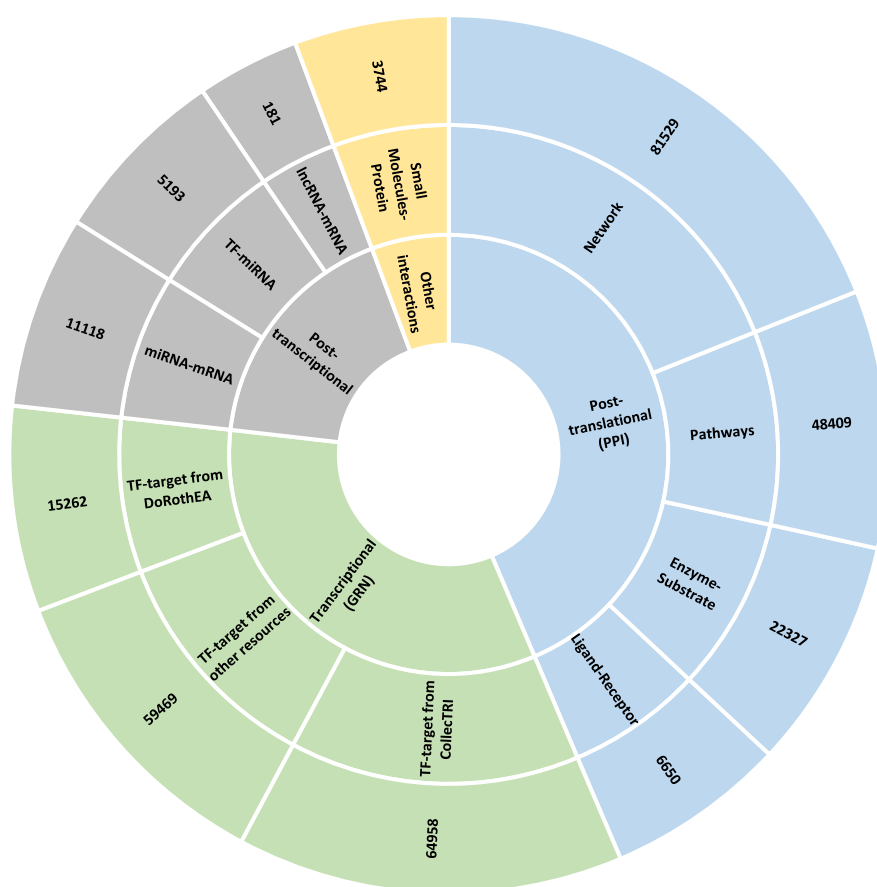 81529
Network
Post-
translational
(PPI)
Pathways
48409
Enzyme-
Substrate
22327
Ligand-Receptor
6650
Transcriptional
(GRN)
TF-target from
CollecTRI
64958
TF-target from
other resources
59469
TF-target from
DoRothEA
15262
Post-
transcriptional
miRNA-mRNA
11118
TF-miRNA
5193
lncRNA-mRNA
181
Other
interactions
Small
Molecules-
Protein
3744